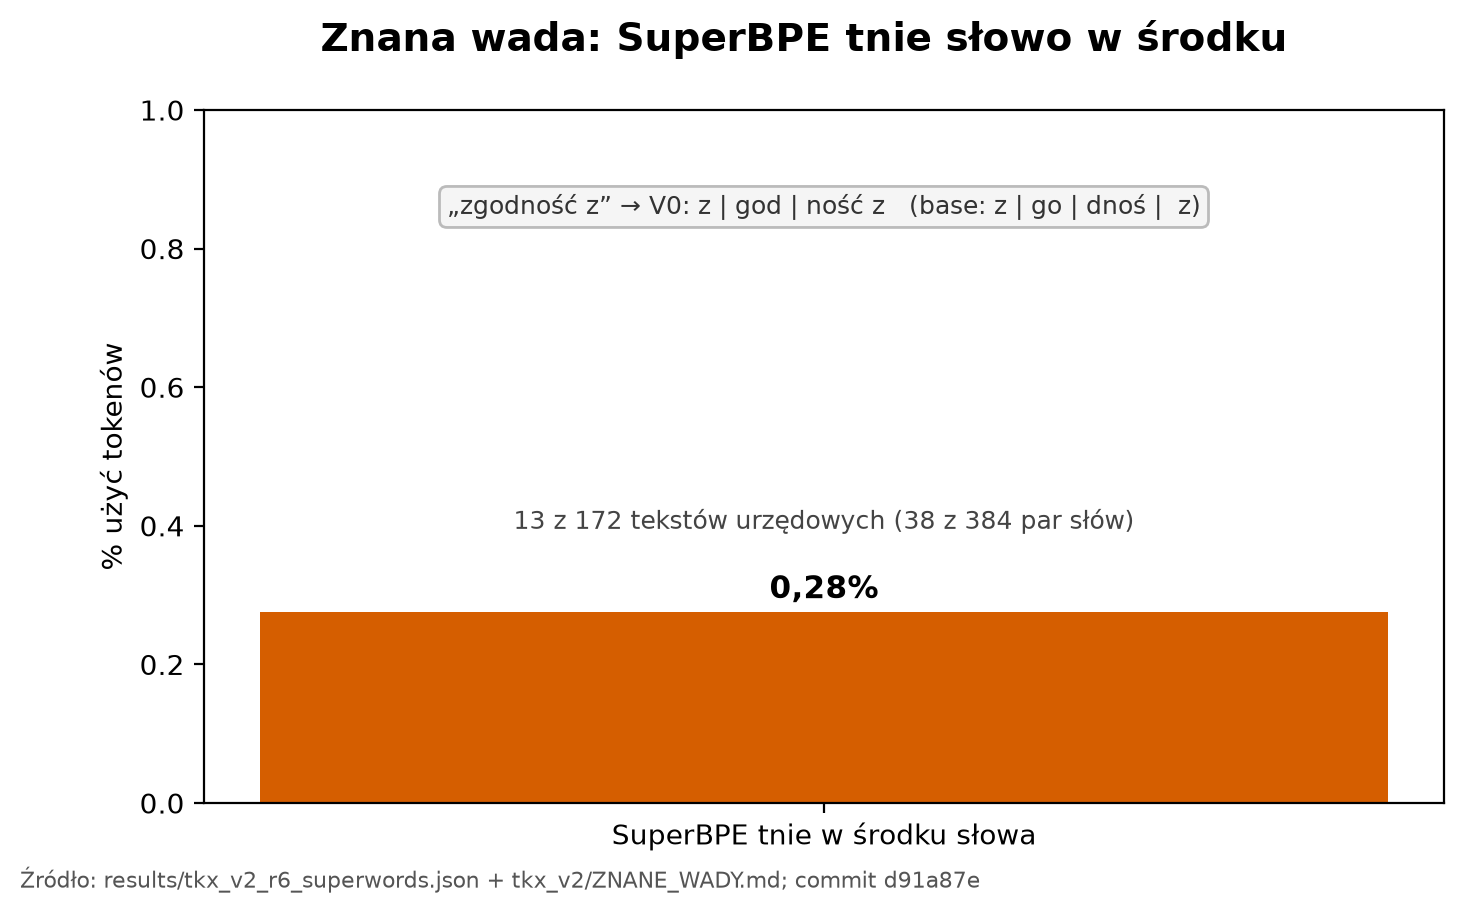 Znana wada: SuperBPE tnie słowo w środku
1.0
„zgodność z” → V0: z | god | ność z (base: z | go | dnoś |  z)
0.8
0.6
% użyć tokenów
13 z 172 tekstów urzędowych (38 z 384 par słów)
0.4
0,28%
0.2
0.0
SuperBPE tnie w środku słowa
Źródło: results/tkx_v2_r6_superwords.json + tkx_v2/ZNANE_WADY.md; commit d91a87e